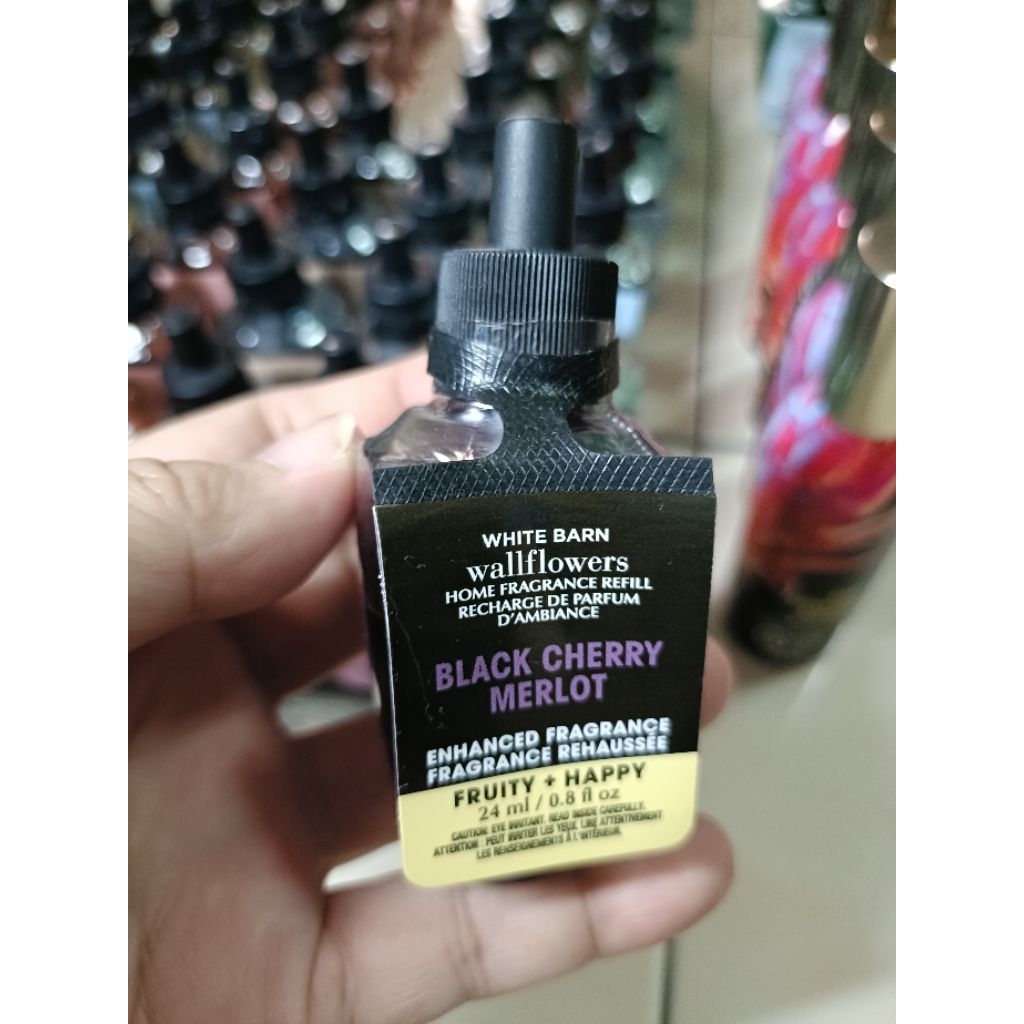 WHITE BARN
wallflowers
HOME FRAGRANCE REFILL
RECHARGE DE PARFUM
D'AMBIANCE
BLACK CHERRY
MERLOT
ENHANCED FRAGRANCE
FRAGRANCE REHAUSSÉE
FRUITY + HAPPY
24 ml / 0.8 fl oz
CAUTION: EYE IRRITANT. READ INSIDE CAREFULLY.
ATTENTION : PEUT IRRITER LES YEUX. LIRE ATTENTIVEMENT
LES RENSEIGNEMENTS À L'INTÉRIEUR.